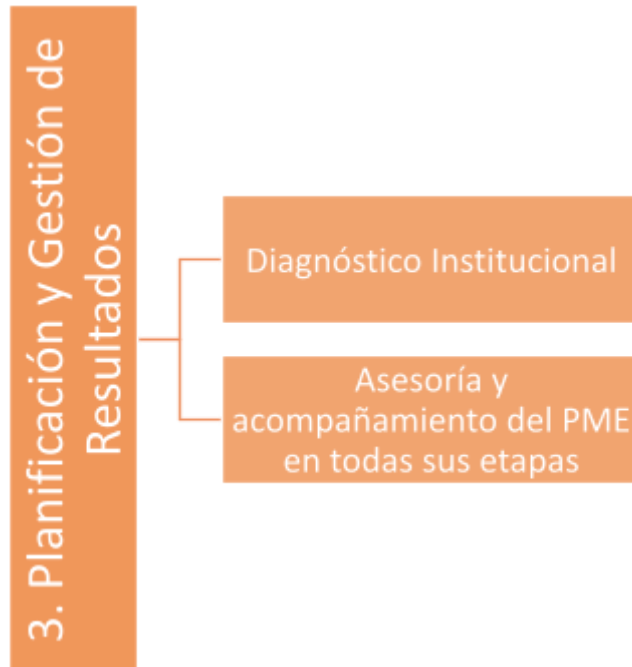 3. Planificación y Gestión de
Resultados
Diagnóstico Institucional
Asesoría y
acompañamiento del PME
en todas sus etapas